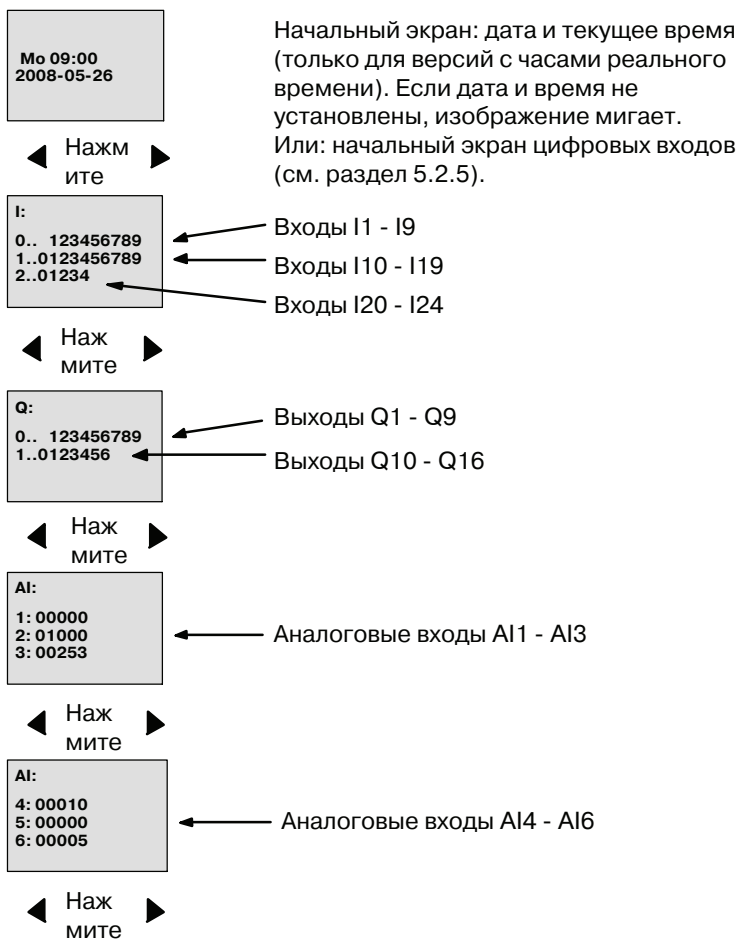 Mo 09:00
2008-05-26
Начальный экран: дата и текущее время
(только для версий с часами реального
времени). Если дата и время не
установлены, изображение мигает.
Или: начальный экран цифровых входов
(см. раздел 5.2.5).
Нажм
ите
I:
0.. 123456789
1..0123456789
2..01234
Входы I1 - I9
Входы I10 - I19
Входы I20 - I24
Наж
мите
Q:
0.. 123456789
1..0123456
Выходы Q1 - Q9
Выходы Q10 - Q16
Наж
мите
AI:
1: 00000
2: 01000
3: 00253
Аналоговые входы AI1 - AI3
Наж
мите
AI:
4: 00010
5: 00000
6: 00005
Аналоговые входы AI4 - AI6
Наж
мите